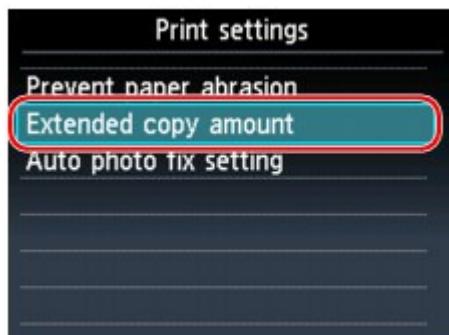 Print settings
Prevent paper abrasion
Extended copy amount
Auto photo fix setting